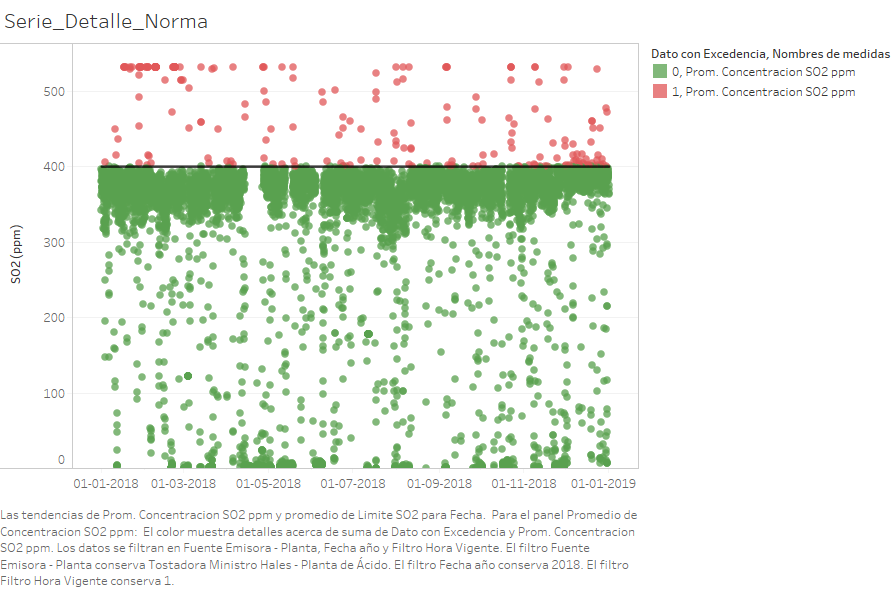 Serie_Detalle_Norma
Dato con Excedencia, Nombres de medidas
0, Prom. Concentracion SO2 ppm
1, Prom. Concentracion SO2 ppm
SO2 (ppm)
500
400
300
200
100
0
01-01-2018 01-03-2018 01-05-2018 01-07-2018 01-09-2018 01-11-2018 01-01-2019
Las tendencias de Prom. Concentracion SO2 ppm y promedio de Limite SO2 para Fecha. Para el panel Promedio de
Concentracion SO2 ppm: El color muestra detalles acerca de suma de Dato con Excedencia y Prom. Concentracion
SO2 ppm. Los datos se filtran en Fuente Emisora - Planta, Fecha año y Filtro Hora Vigente. El filtro Fuente
Emisora - Planta conserva Tostadora Ministro Hales - Planta de Ácido. El filtro Fecha año conserva 2018. El filtro
Filtro Hora Vigente conserva 1.